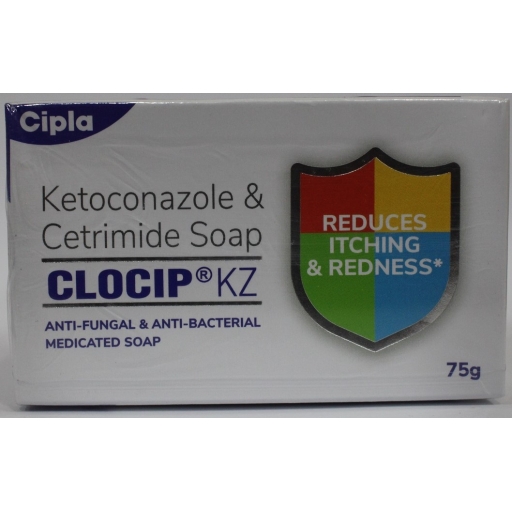 Cipla
Ketoconazole &
Cetrimide Soap
CLOCIP® KZ
ANTI-FUNGAL & ANTI-BACTERIAL
MEDICATED SOAP
REDUCES
ITCHING
& REDNESS*
75g